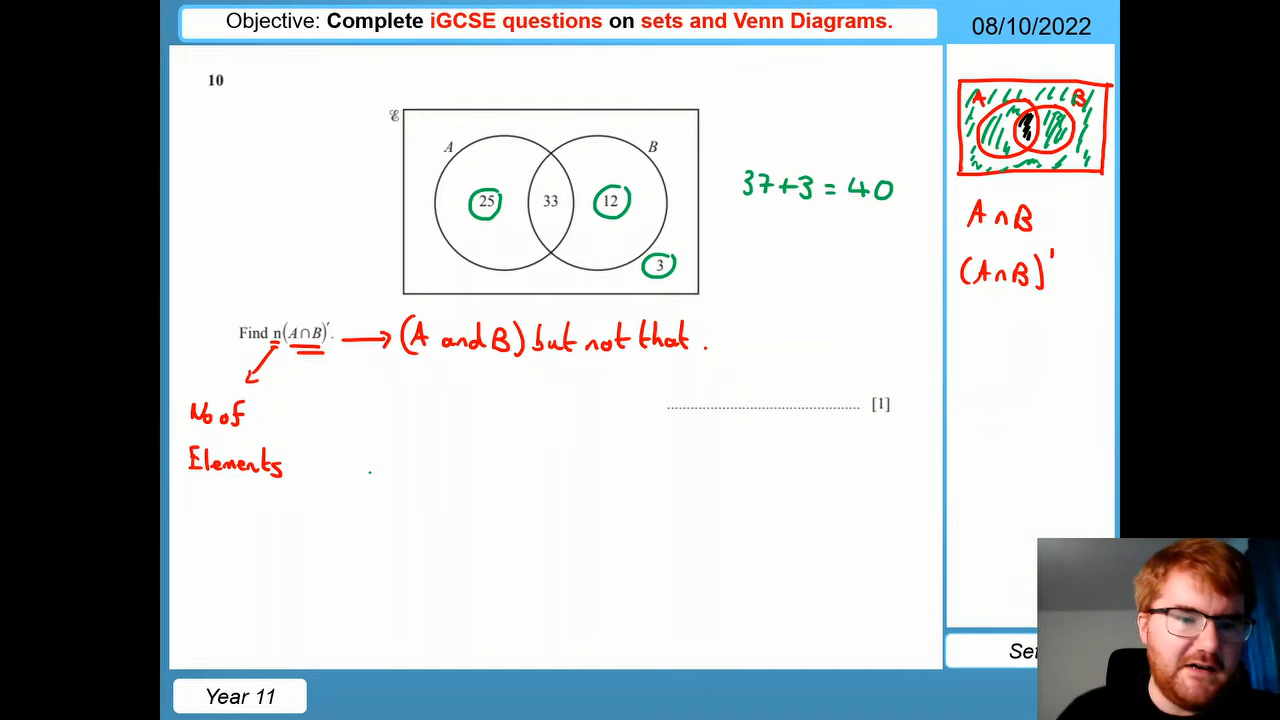 Objective: Complete iGCSE questions on sets and Venn Diagrams.
08/10/2022
10
ℰ
A
B
25
33
12
3
37+3=40
A
B
A∩B
(A∩B)'
Find n(A∩B)'.
(A and B) but not that.
[1]
No of
Elements
Set
Year 11